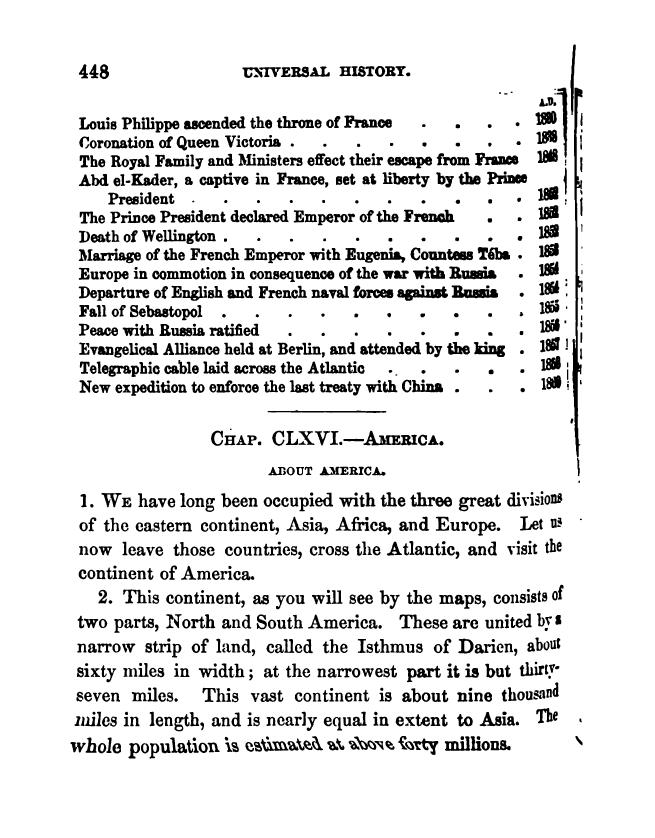 448 UNIVERSAL HISTORY.
A.D.
Louis Philippe ascended the throne of France . . . . 1830
Coronation of Queen Victoria . . . . . . . . 1838
The Royal Family and Ministers effect their escape from France 1848
Abd el-Kader, a captive in France, set at liberty by the Prince
President . . . . . . . . . . . 1852
The Prince President declared Emperor of the French . . 1852
Death of Wellington . . . . . . . . . . 1852
Marriage of the French Emperor with Eugenia, Countess Téba . 1853
Europe in commotion in consequence of the war with Russia . 1854
Departure of English and French naval forces against Russia . 1854
Fall of Sebastopol . . . . . . . . . . 1855
Peace with Russia ratified . . . . . . . . 1856
Evangelical Alliance held at Berlin, and attended by the king . 1857
Telegraphic cable laid across the Atlantic . . . . . 1858
New expedition to enforce the last treaty with China . . .
CHAP. CLXVI.—AMERICA.
ABOUT AMERICA.
1. WE have long been occupied with the three great divisions
of the eastern continent, Asia, Africa, and Europe. Let us
now leave those countries, cross the Atlantic, and visit the
continent of America.
2. This continent, as you will see by the maps, consists of
two parts, North and South America. These are united by a
narrow strip of land, called the Isthmus of Darien, about
sixty miles in width; at the narrowest part it is but thirty-
seven miles. This vast continent is about nine thousand
miles in length, and is nearly equal in extent to Asia. The
whole population is estimated at above forty millions.